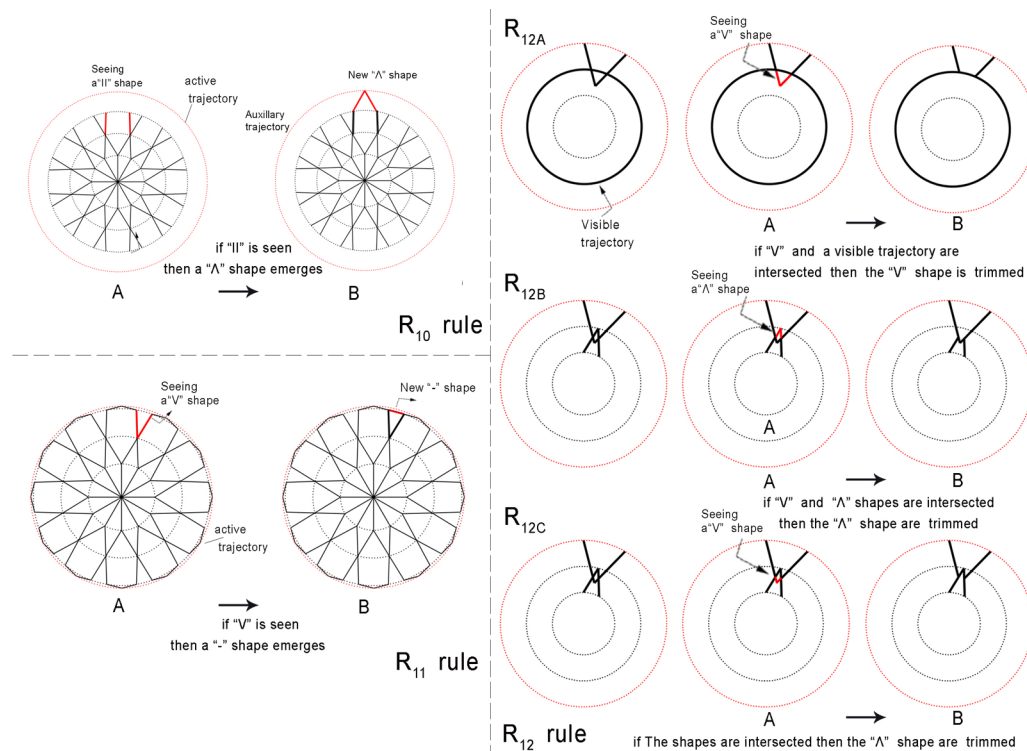 Seeing
a"II" shape
active
trajectory
New "Λ" shape
Auxillary
trajectory
if "II" is seen
then a "Λ" shape emerges
A
B
R10 rule
Seeing
a"V" shape
New "-" shape
active
trajectory
A
B
if "V" is seen
then a "-" shape emerges
R11 rule
R12A
Seeing
a"V" shape
Visible
trajectory
A
B
if "V" and a visible trajectory are
intersected then the "V" shape is trimmed
R12B
Seeing
a"Λ" shape
A
A
B
if "V" and "Λ" shapes are intersected
then the "Λ" shape are trimmed
R12C
Seeing
a"V" shape
A
B
R12 rule
if The shapes are intersected then the "Λ" shape are trimmed